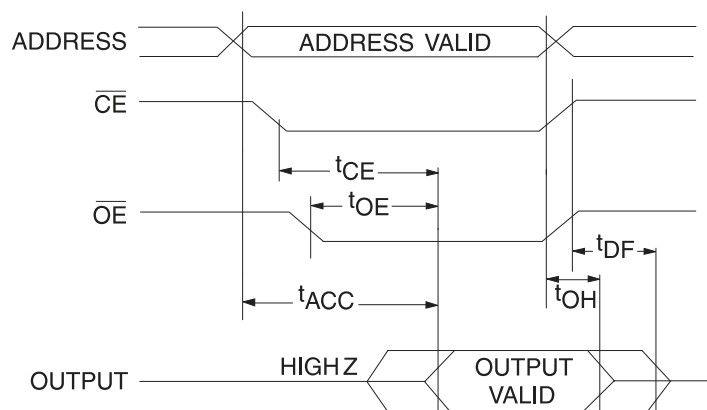 ADDRESS
ADDRESS VALID
CE
tCE
OE
tOE
tDF
tACC
tOH
OUTPUT
HIGH Z
OUTPUT
VALID